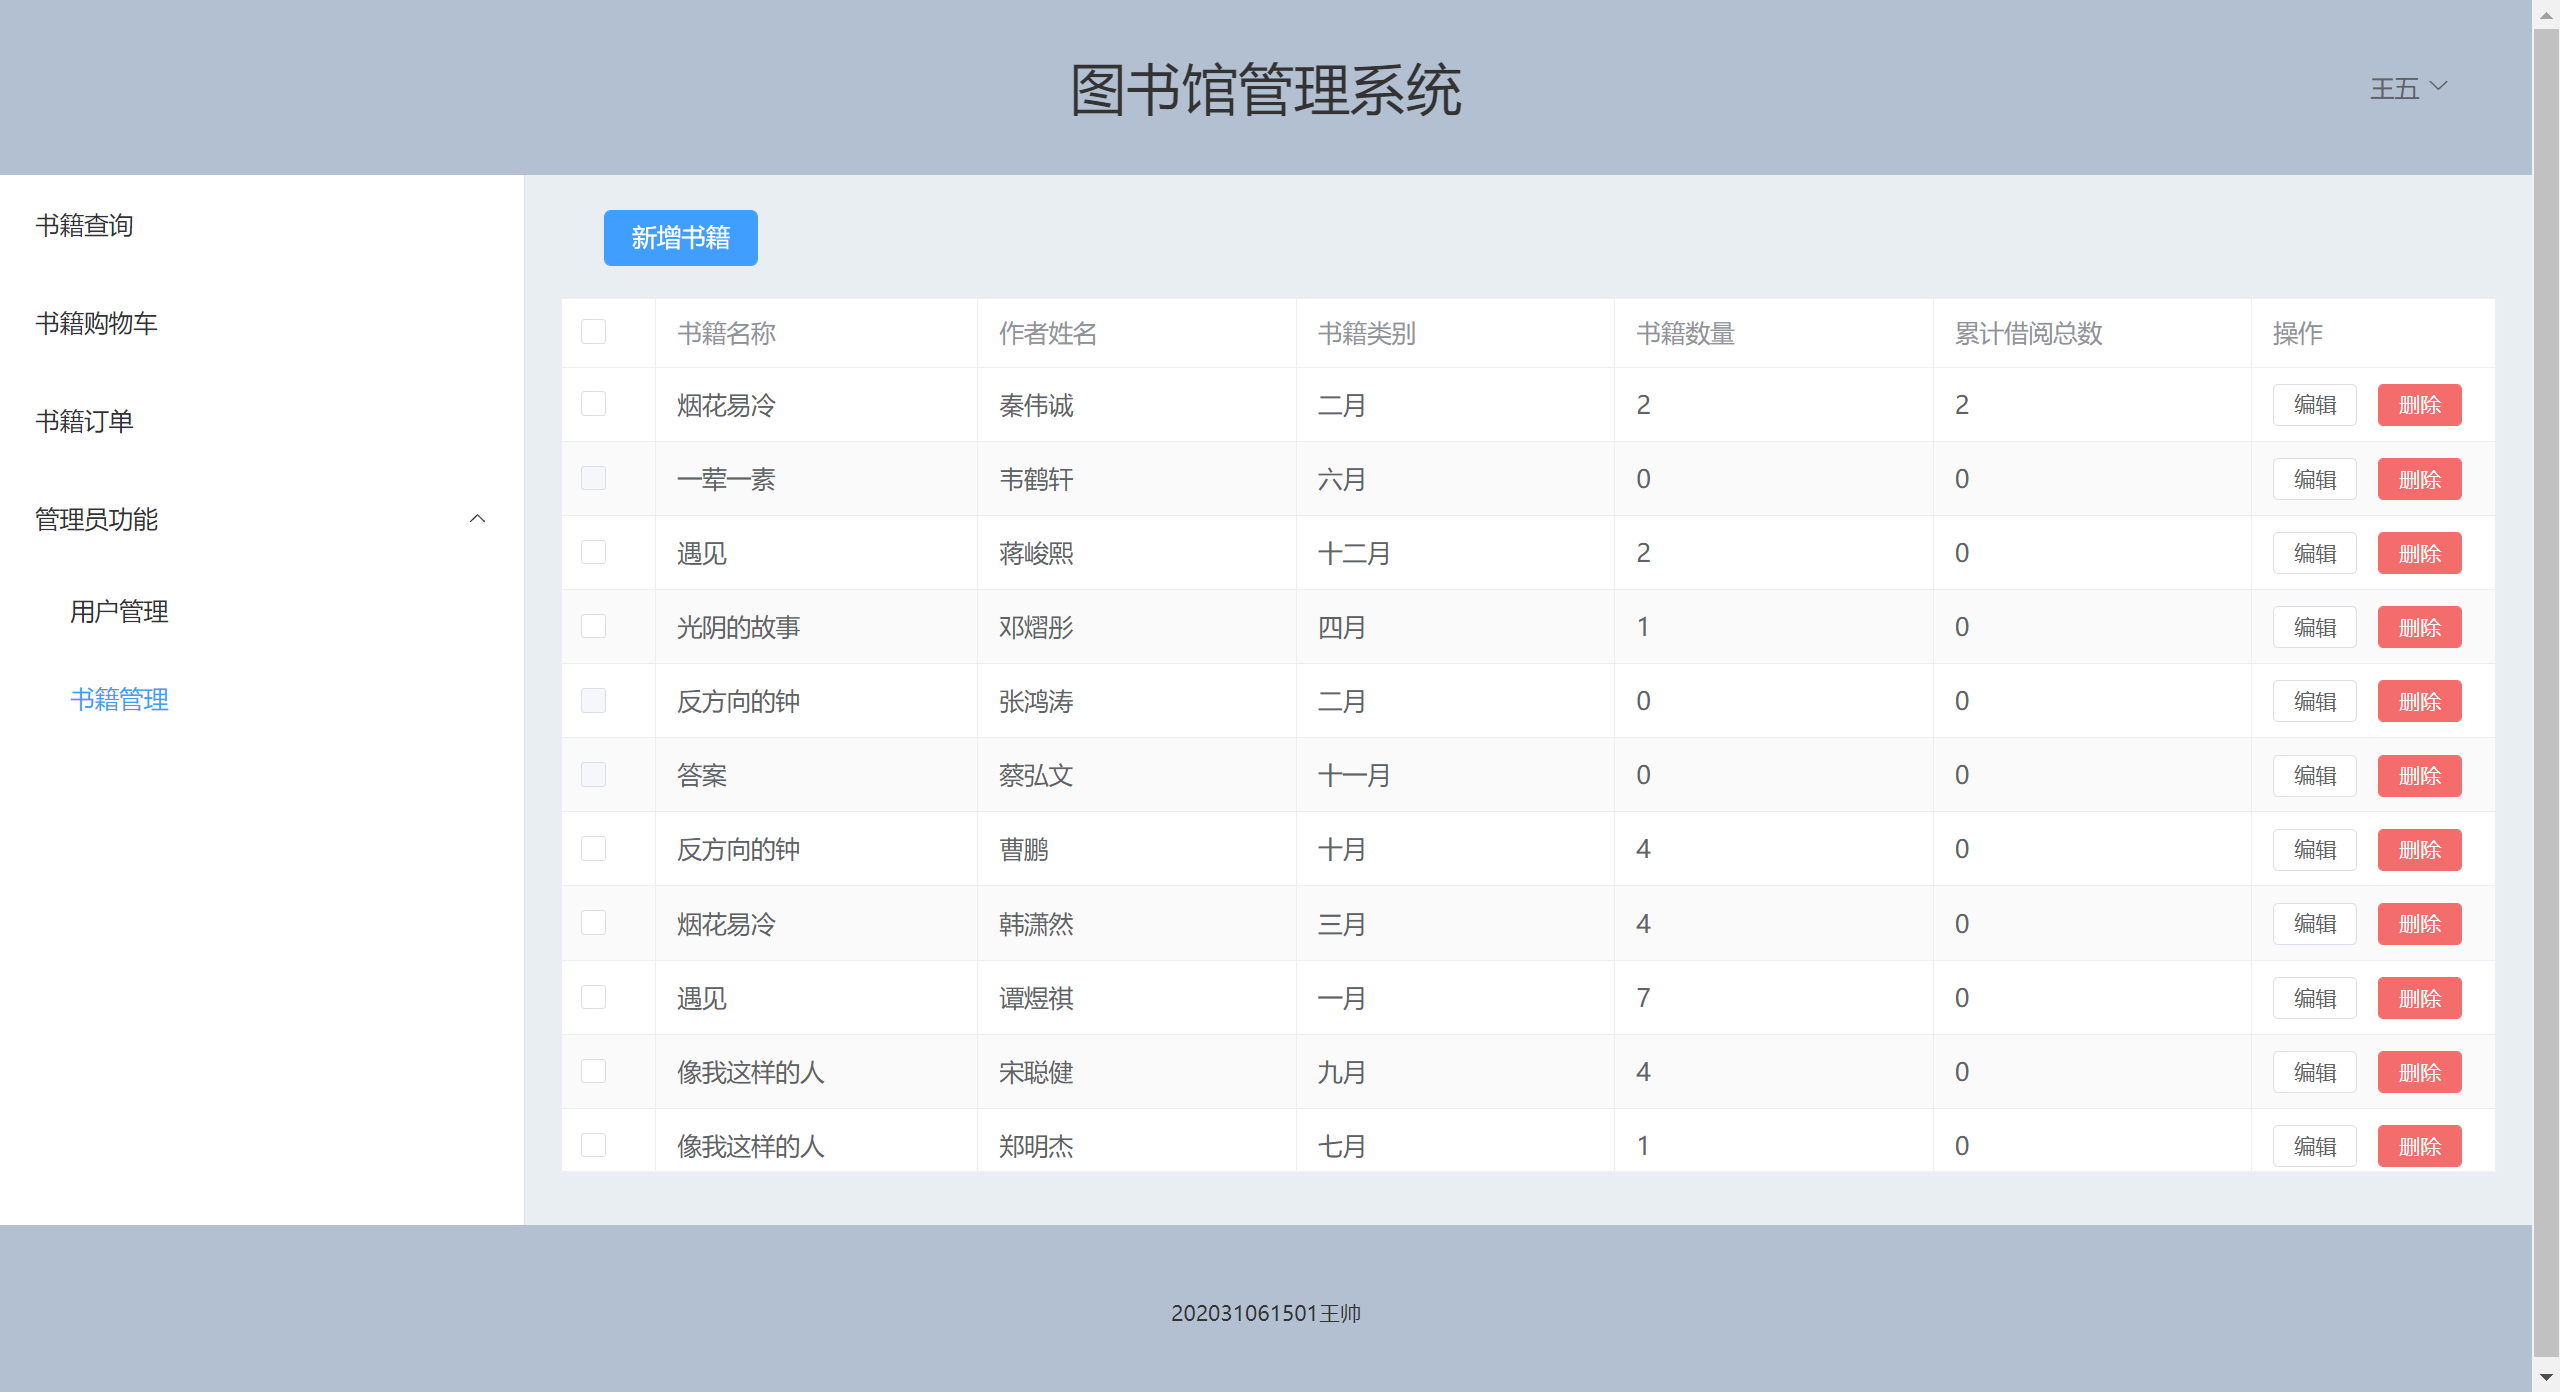 图书馆管理系统
王五
书籍查询
书籍购物车
书籍订单
管理员功能
用户管理
书籍管理
新增书籍
书籍名称 作者姓名 书籍类别 书籍数量 累计借阅总数 操作
烟花易冷 秦伟诚 二月 2 2 编辑 删除
一荤一素 韦鹤轩 六月 0 0 编辑 删除
遇见 蒋峻熙 十二月 2 0 编辑 删除
光阴的故事 邓熠彤 四月 1 0 编辑 删除
反方向的钟 张鸿涛 二月 0 0 编辑 删除
答案 蔡弘文 十一月 0 0 编辑 删除
反方向的钟 曹鹏 十月 4 0 编辑 删除
烟花易冷 韩潇然 三月 4 0 编辑 删除
遇见 谭煜祺 一月 7 0 编辑 删除
像我这样的人 宋聪健 九月 4 0 编辑 删除
像我这样的人 郑明杰 七月 1 0 编辑 删除
202031061501王帅